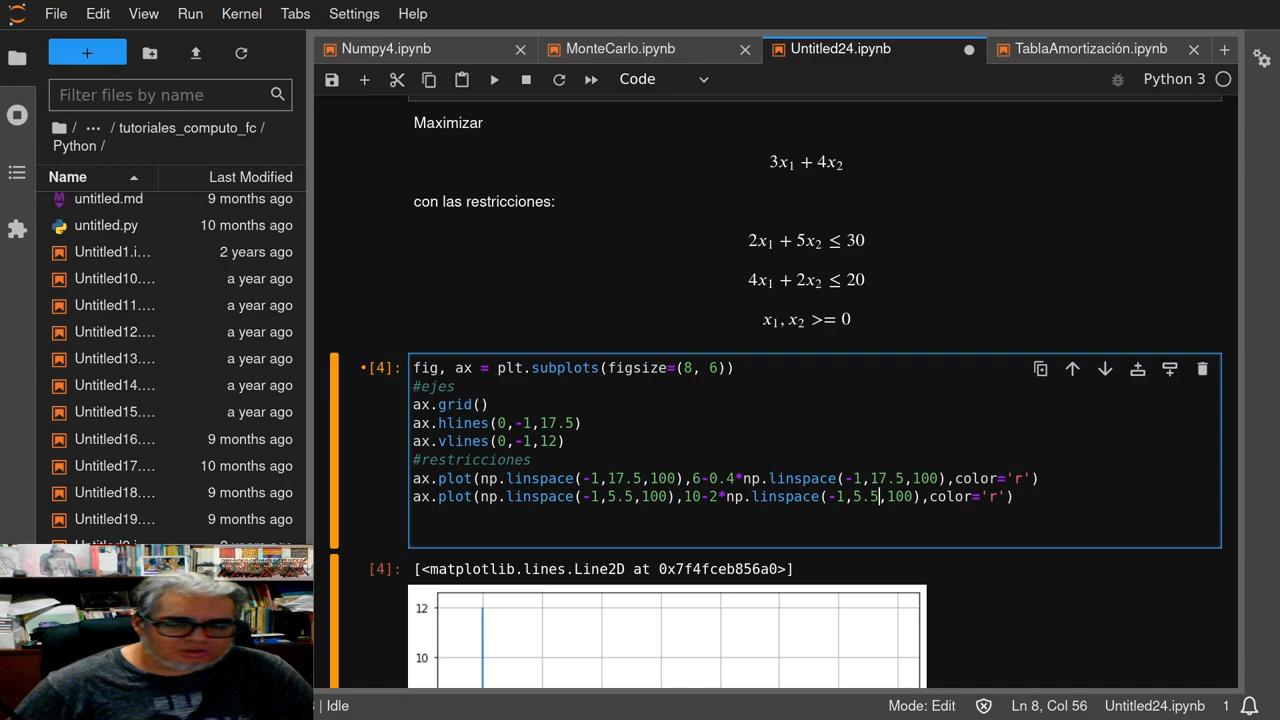 File Edit View Run Kernel Tabs Settings Help
+
Filter files by name
/ ··· / tutoriales_computo_fc /
Python /
Name Last Modified
untitled.md 9 months ago
untitled.py 10 months ago
Untitled1.i… 2 years ago
Untitled10.… a year ago
Untitled11.… a year ago
Untitled12.… a year ago
Untitled13.… a year ago
Untitled14.… a year ago
Untitled15.… a year ago
Untitled16.… 9 months ago
Untitled17.… 10 months ago
Untitled18.… 9 months ago
Untitled19.… 9 months ago
Numpy4.ipynb MonteCarlo.ipynb Untitled24.ipynb TablaAmortización.ipynb
Code Python 3
Maximizar
3x₁ + 4x₂
con las restricciones:
2x₁ + 5x₂ ≤ 30
4x₁ + 2x₂ ≤ 20
x₁, x₂ >= 0
•[4]: fig, ax = plt.subplots(figsize=(8, 6))
#ejes
ax.grid()
ax.hlines(0,-1,17.5)
ax.vlines(0,-1,12)
#restricciones
ax.plot(np.linspace(-1,17.5,100),6-0.4*np.linspace(-1,17.5,100),color='r')
ax.plot(np.linspace(-1,5.5,100),10-2*np.linspace(-1,5.5,100),color='r')
[4]: [<matplotlib.lines.Line2D at 0x7f4fceb856a0>]
12
10
| Idle Mode: Edit Ln 8, Col 56 Untitled24.ipynb 1